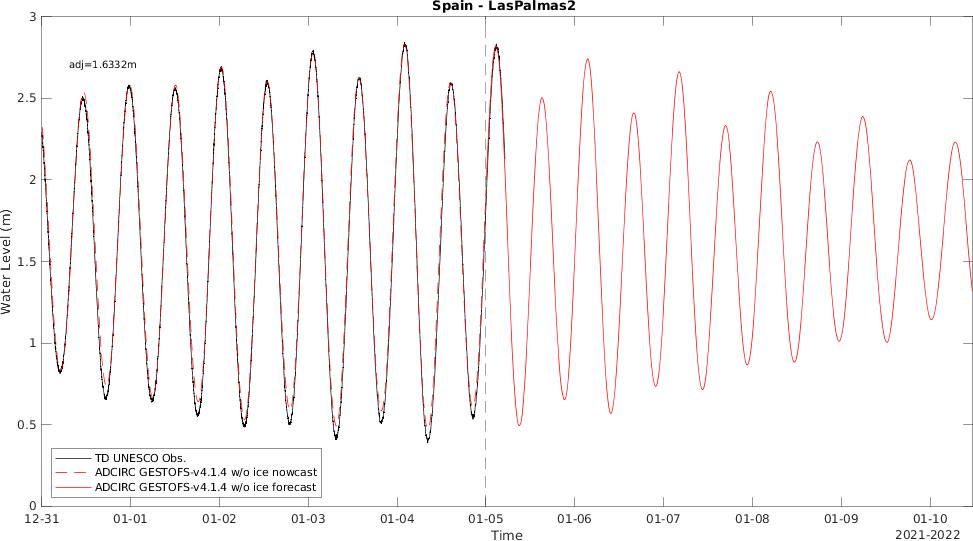 Spain - LasPalmas2
3
adj=1.6332m
2.5
2
Water Level (m)
1.5
1
0.5
TD UNESCO Obs.
ADCIRC GESTOFS-v4.1.4 w/o ice nowcast
ADCIRC GESTOFS-v4.1.4 w/o ice forecast
0
12-31 01-01 01-02 01-03 01-04 01-05 01-06 01-07 01-08 01-09 01-10
Time
2021-2022